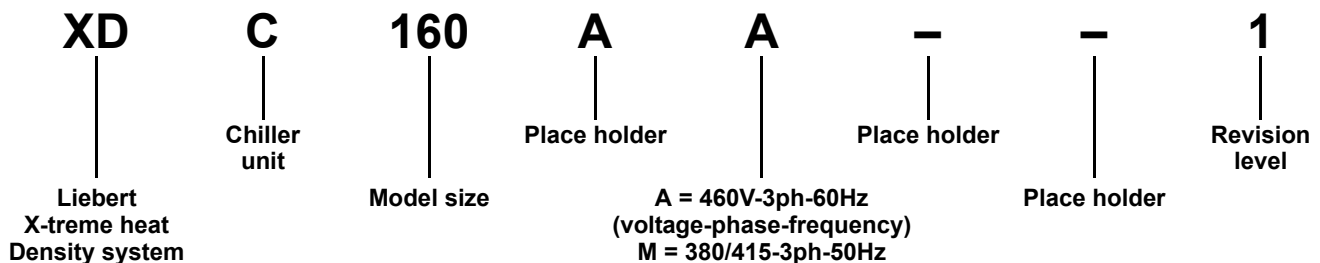 XD C 160 A A – – 1
Chiller
unit
Place holder
Place holder
Revision
level
Liebert
X-treme heat
Density system
Model size
A = 460V-3ph-60Hz
(voltage-phase-frequency)
M = 380/415-3ph-50Hz
Place holder